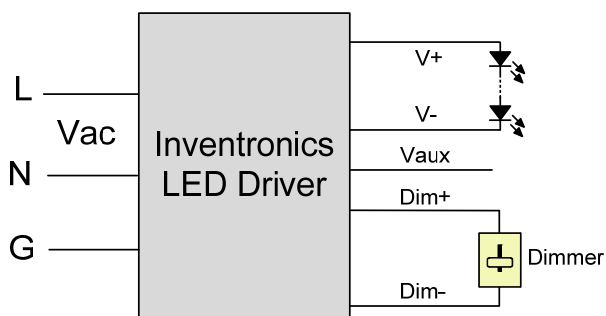 L
Vac
N
G
Inventronics
LED Driver
V+
V-
Vaux
Dim+
Dimmer
Dim-